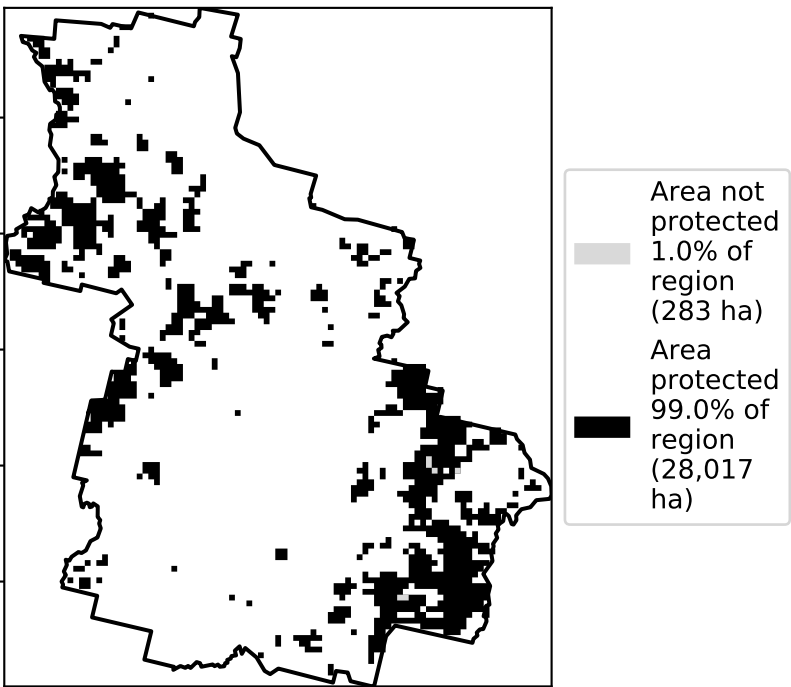 Area not
protected
1.0% of
region
(283 ha)
Area
protected
99.0% of
region
(28,017
ha)